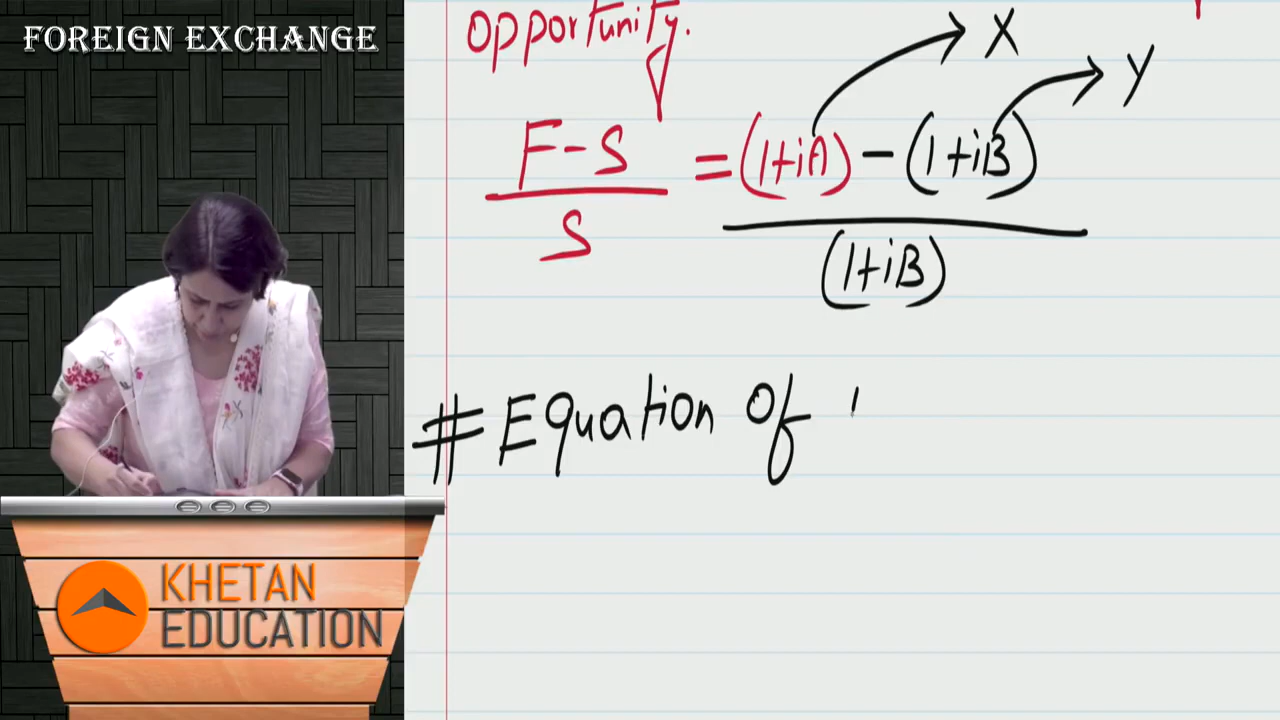 FOREIGN EXCHANGE
opportunity.
X
Y
F-S
S
=
(1+iA) - (1+iB)
(1+iB)
# Equation Of
KHETAN
EDUCATION